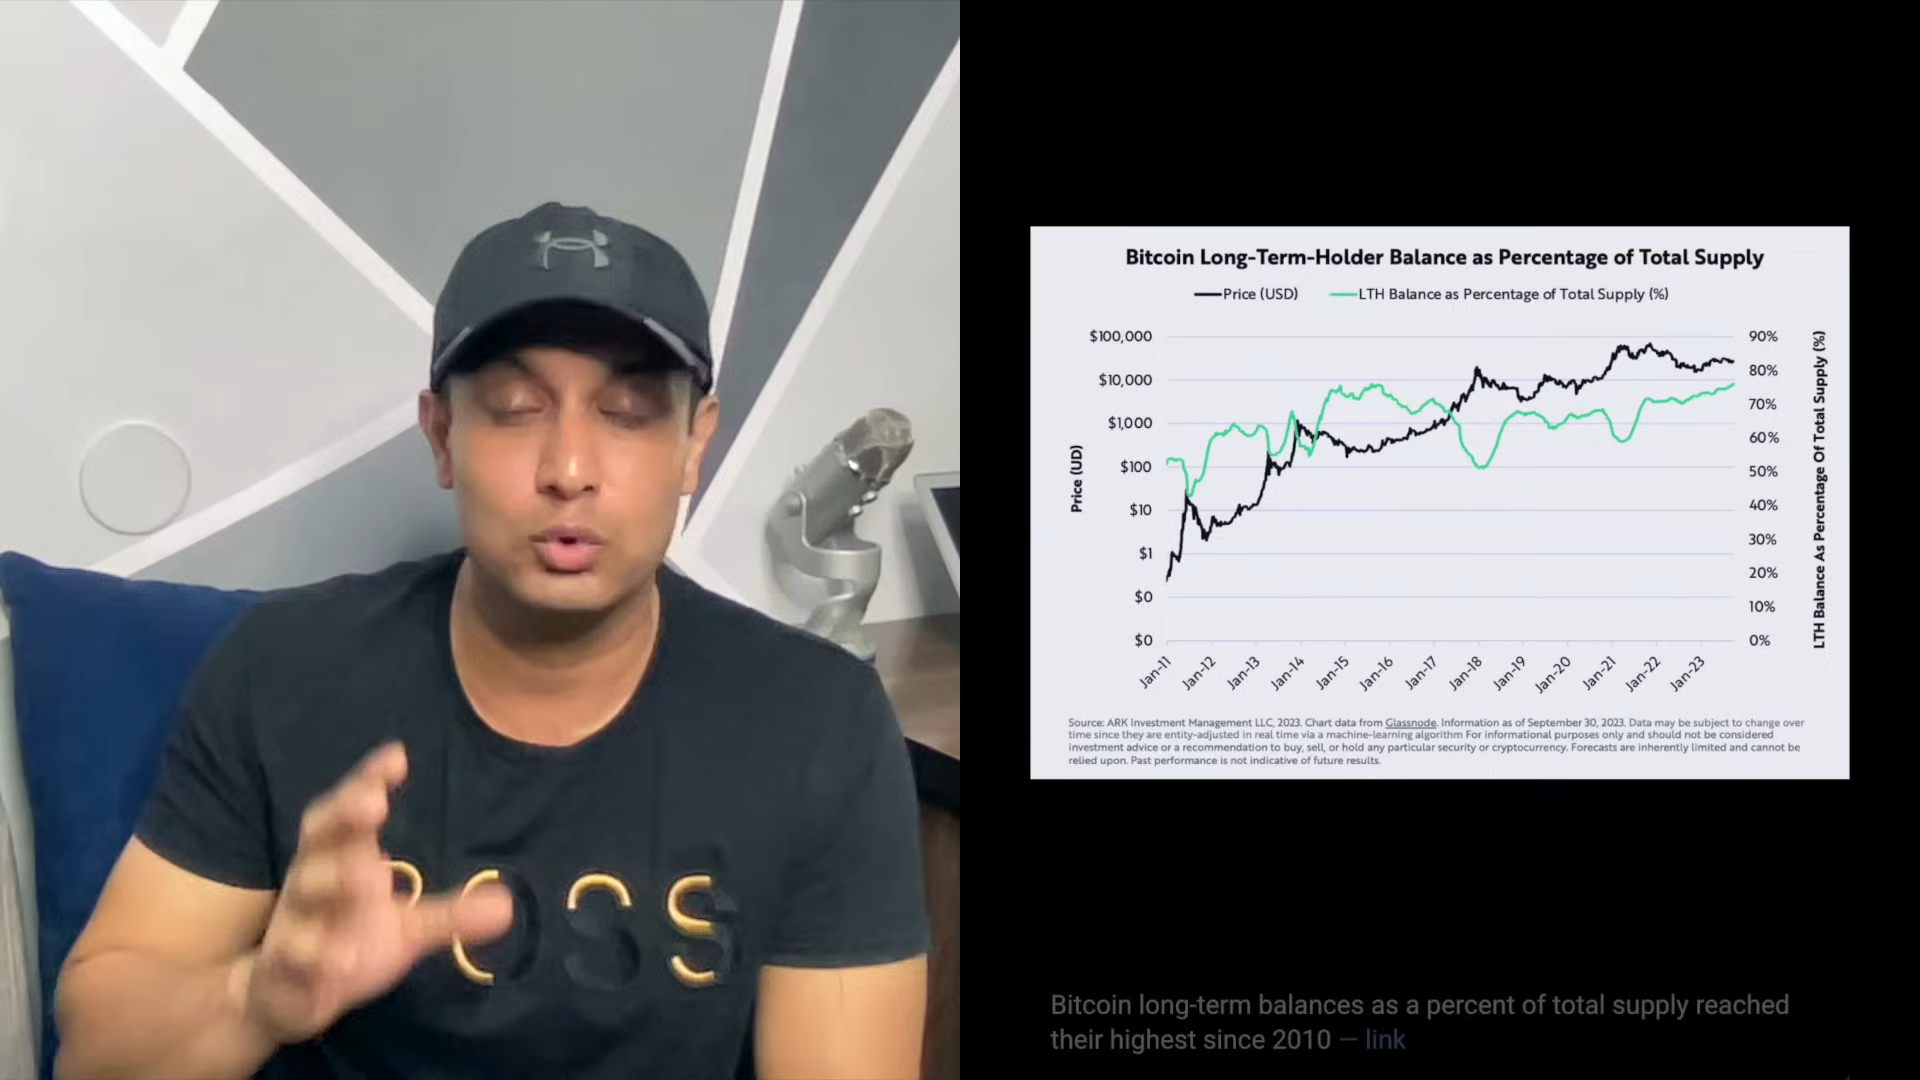 BOSS
Bitcoin Long-Term-Holder Balance as Percentage of Total Supply
Price (USD) LTH Balance as Percentage of Total Supply (%)
$100,000
$10,000
$1,000
$100
$10
$1
$0
$0
Price (UD)
90%
80%
70%
60%
50%
40%
30%
20%
10%
0%
LTH Balance As Percentage Of Total Supply (%)
Jan-11 Jan-12 Jan-13 Jan-14 Jan-15 Jan-16 Jan-17 Jan-18 Jan-19 Jan-20 Jan-21 Jan-22 Jan-23
Source: ARK Investment Management LLC, 2023. Chart data from Glassnode. Information as of September 30, 2023. Data may be subject to change over
time since they are entity-adjusted in real time via a machine-learning algorithm For informational purposes only and should not be considered
investment advice or a recommendation to buy, sell, or hold any particular security or cryptocurrency. Forecasts are inherently limited and cannot be
relied upon. Past performance is not indicative of future results.
Bitcoin long-term balances as a percent of total supply reached
their highest since 2010 — link